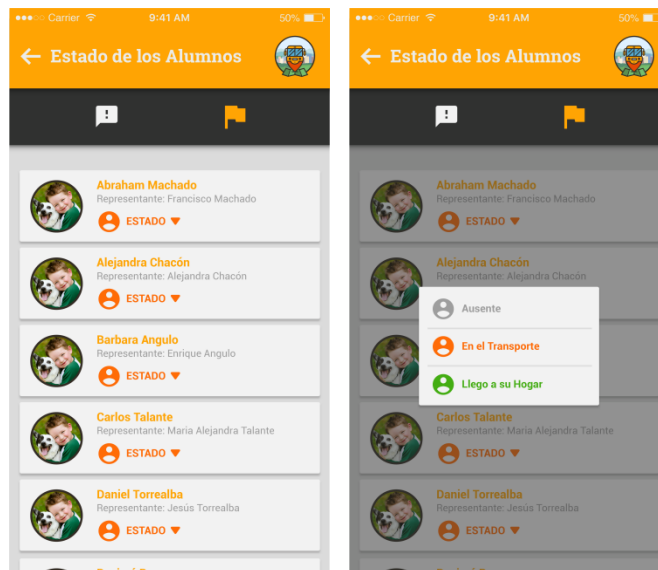 Carrier 9:41 AM 50%
Estado de los Alumnos
Abraham Machado
Representante: Francisco Machado
ESTADO
Alejandra Chacón
Representante: Alejandra Chacón
ESTADO
Barbara Angulo
Representante: Enrique Angulo
ESTADO
Carlos Talante
Representante: Maria Alejandra Talante
ESTADO
Daniel Torrealba
Representante: Jesús Torrealba
ESTADO
Carrier 9:41 AM 50%
Estado de los Alumnos
Abraham Machado
Representante: Francisco Machado
ESTADO
Alejandra Chacón
Representante: Alejandra Chacón
Ausente
En el Transporte
Llego a su Hogar
Carlos Talante
Representante: Maria Alejandra Talante
ESTADO
Daniel Torrealba
Representante: Jesús Torrealba
ESTADO